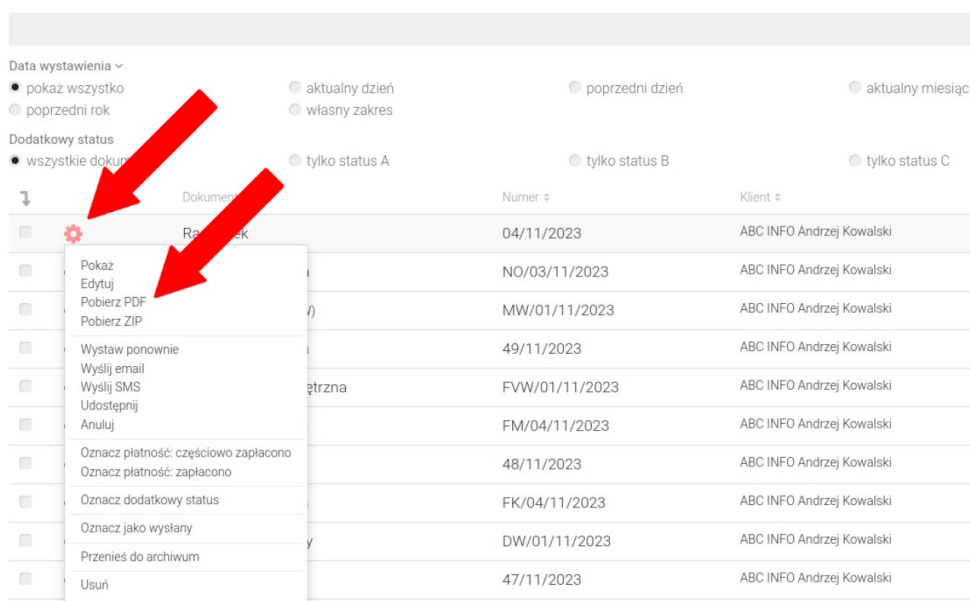 Data wystawienia
pokaż wszystko aktualny dzień poprzedni dzień aktualny miesiąc
poprzedni rok własny zakres
Dodatkowy status
wszystkie tylko status A tylko status B tylko status C
Numer Klient
04/11/2023 ABC INFO Andrzej Kowalski
NO/03/11/2023 ABC INFO Andrzej Kowalski
MW/01/11/2023 ABC INFO Andrzej Kowalski
49/11/2023 ABC INFO Andrzej Kowalski
FVW/01/11/2023 ABC INFO Andrzej Kowalski
FM/04/11/2023 ABC INFO Andrzej Kowalski
48/11/2023 ABC INFO Andrzej Kowalski
FK/04/11/2023 ABC INFO Andrzej Kowalski
DW/01/11/2023 ABC INFO Andrzej Kowalski
47/11/2023 ABC INFO Andrzej Kowalski
Pokaż
Edytuj
Pobierz PDF
Pobierz ZIP
Wystaw ponownie
Wyślij email
Wyślij SMS
Udostępnij
Anuluj
Oznacz płatność: częściowo zapłacono
Oznacz płatność: zapłacono
Oznacz dodatkowy status
Oznacz jako wysłany
Przenieś do archiwum
Usuń